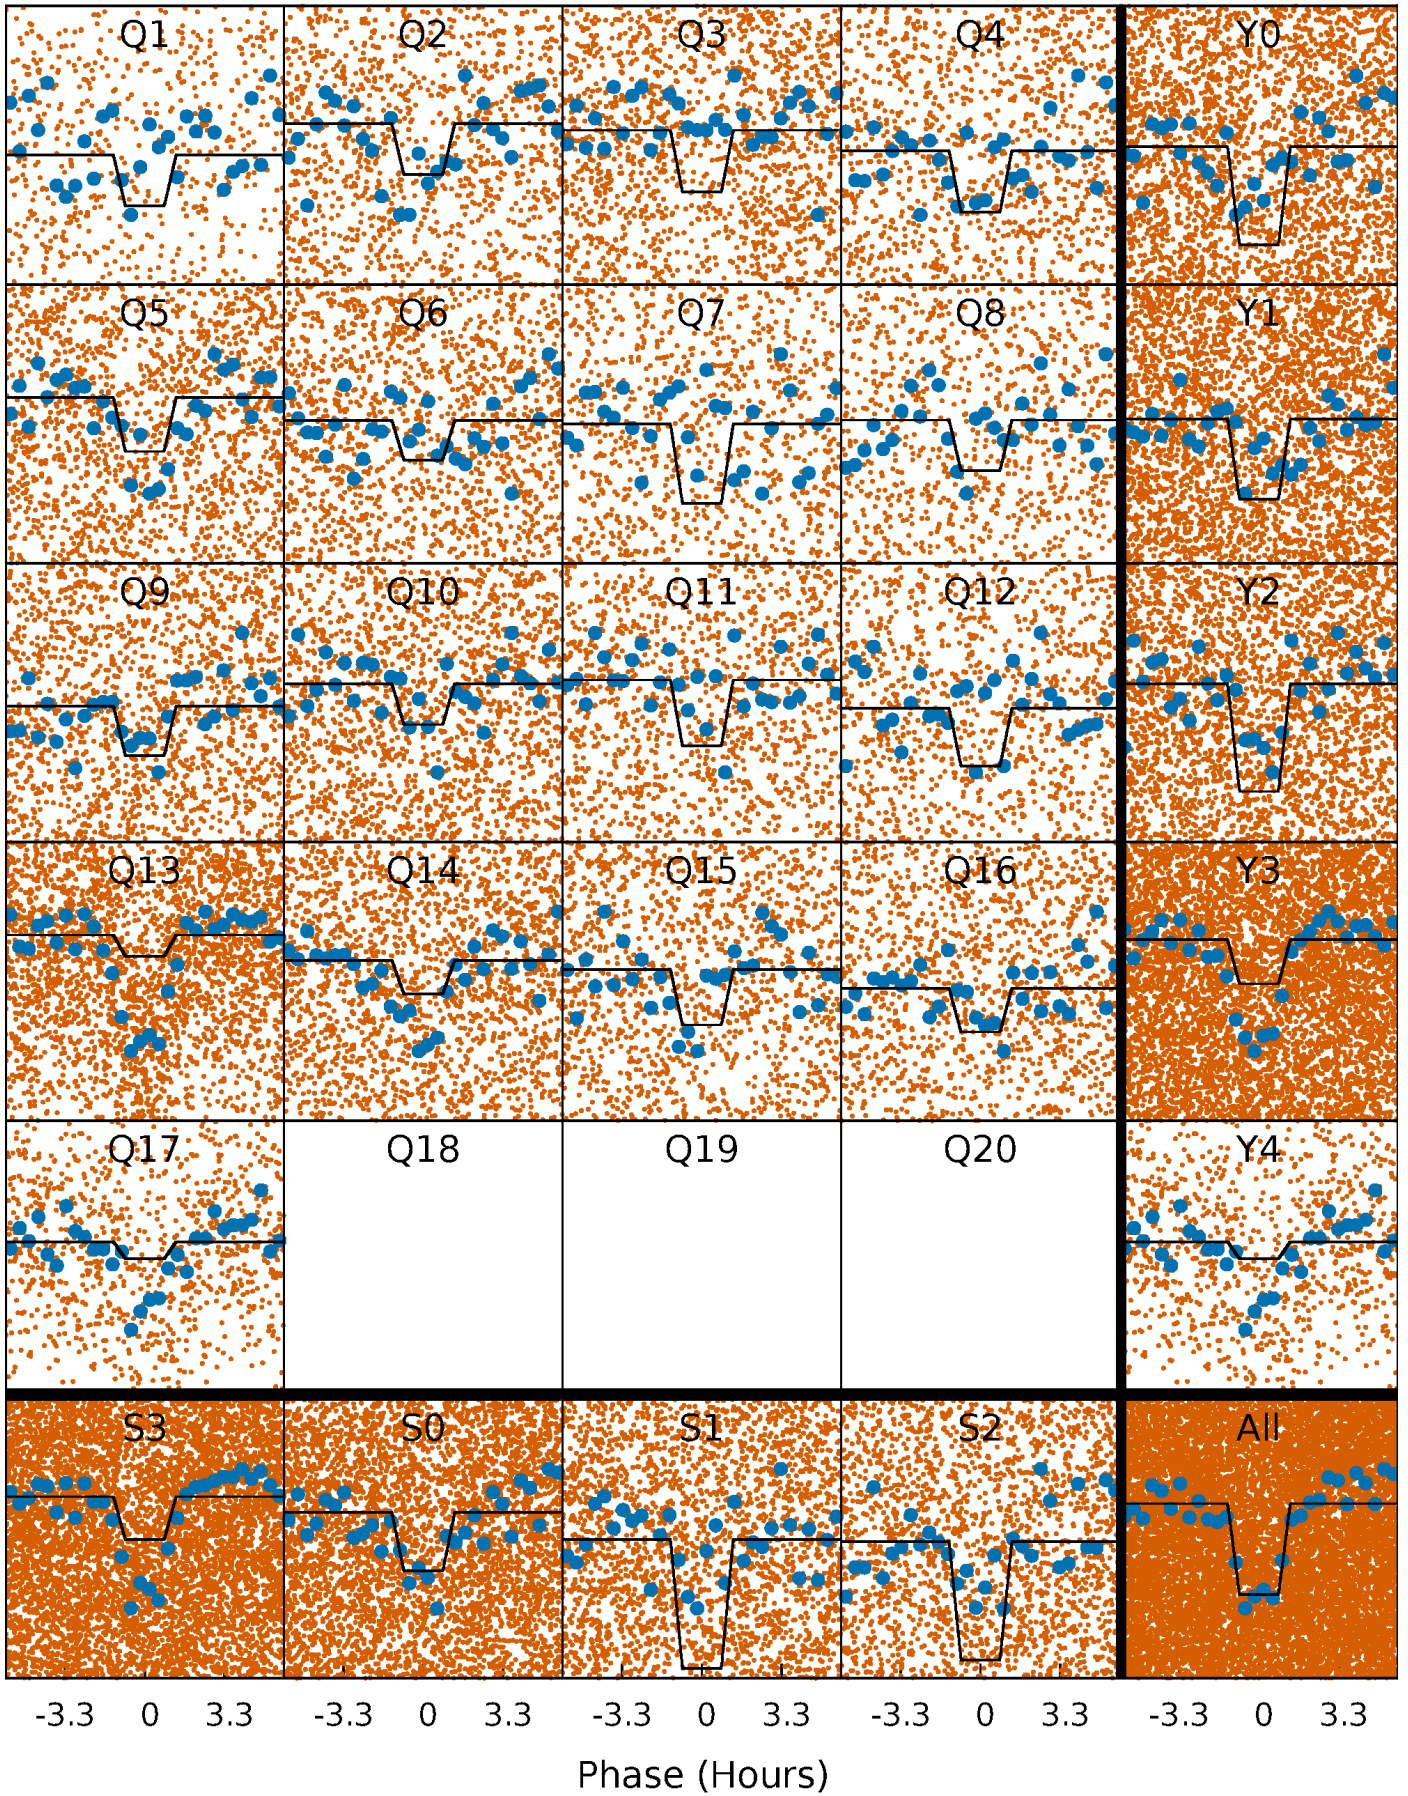 Q1 Q2 Q3 Q4 Y0
Q5 Q6 Q7 Q8 Y1
Q9 Q10 Q11 Q12 Y2
Q13 Q14 Q15 Q16 Y3
Q17 Q18 Q19 Q20 Y4
S3 S0 S1 S2 All
-3.3 0 3.3 -3.3 0 3.3 -3.3 0 3.3 -3.3 0 3.3 -3.3 0 3.3
Phase (Hours)